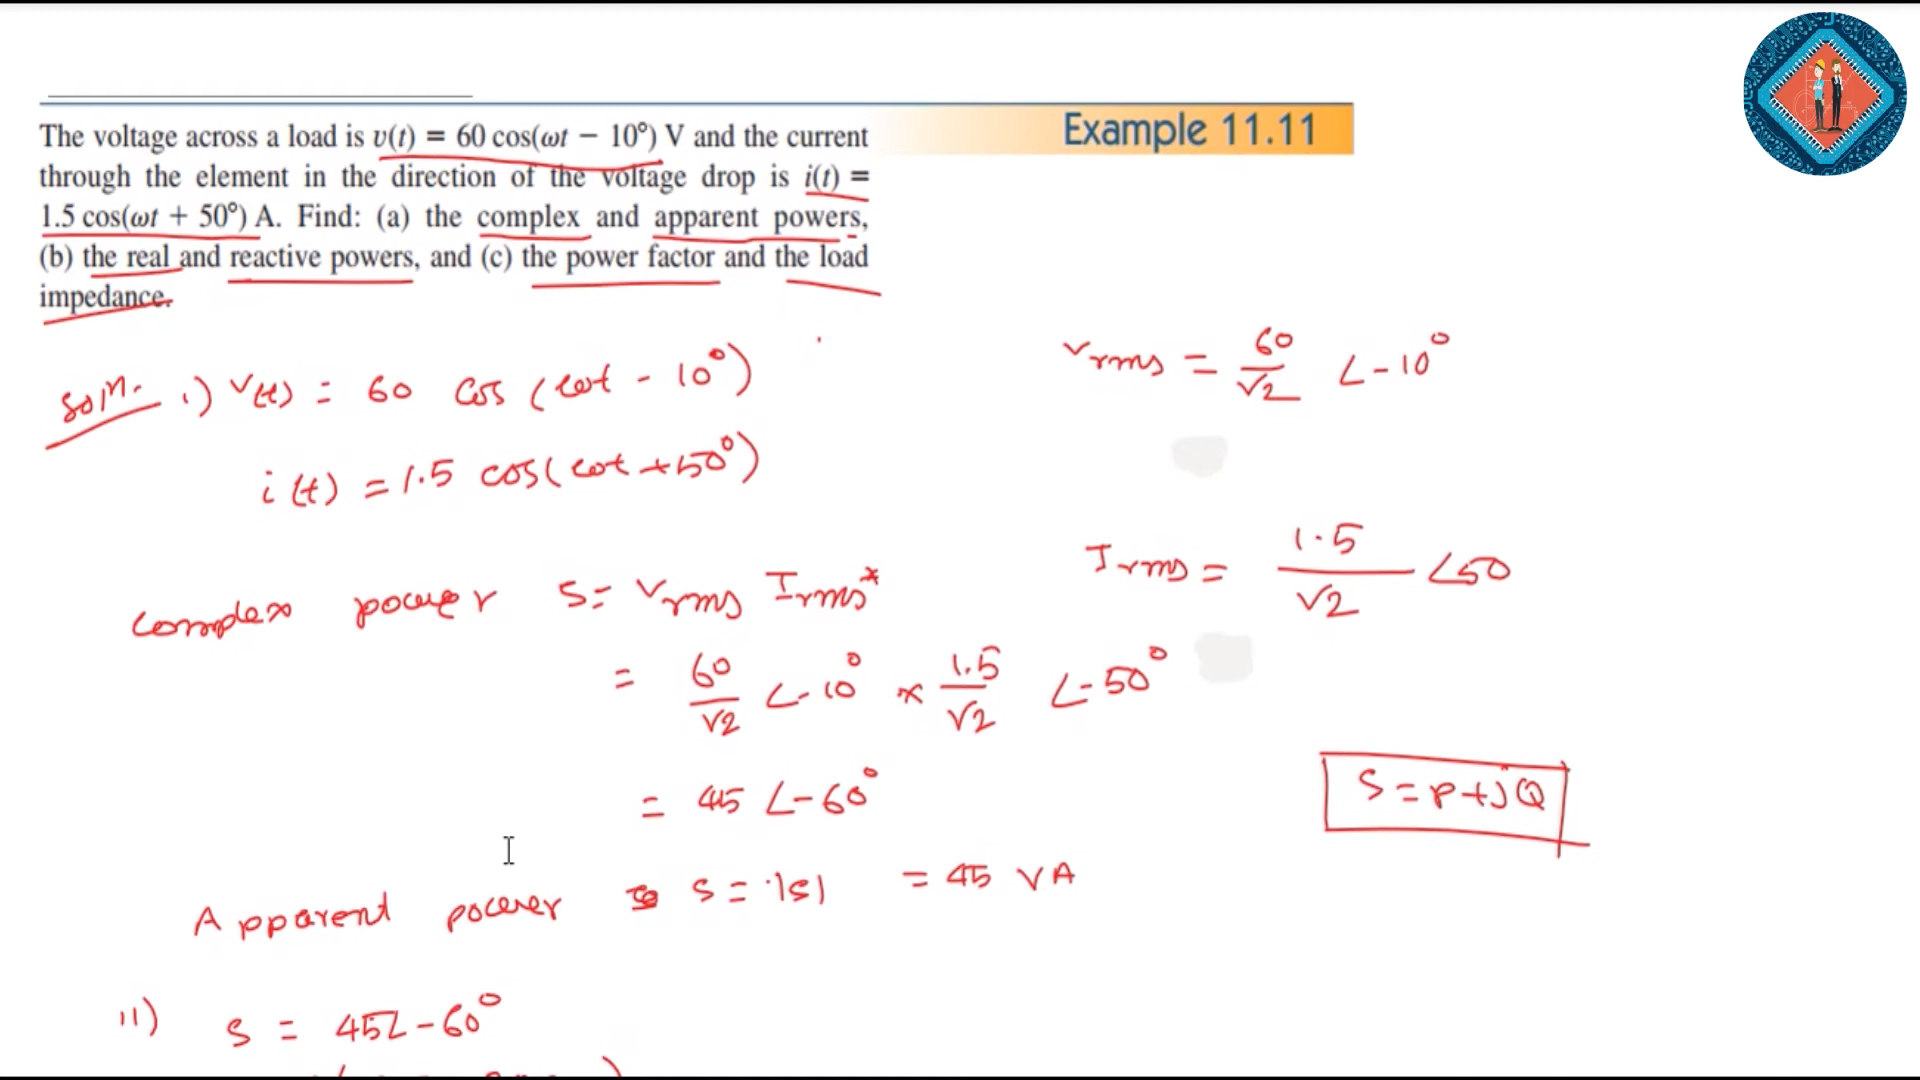 Example 11.11
The voltage across a load is v(t) = 60 cos(ωt − 10°) V and the current
through the element in the direction of the voltage drop is i(t) =
1.5 cos(ωt + 50°) A. Find: (a) the complex and apparent powers,
(b) the real and reactive powers, and (c) the power factor and the load
impedance.
Soln. i) v(t) = 60 cos (ωt - 10°)
Vrms = 60/√2 ∠-10°
i(t) = 1.5 cos(ωt + 50°)
Irms = 1.5/√2 ∠50
complex power S = Vrms Irms*
= 60/√2 ∠-10° × 1.5/√2 ∠-50°
= 45 ∠-60°
S = P+jQ
Apparent power S = |S| = 45 VA
ii) S = 45∠-60°